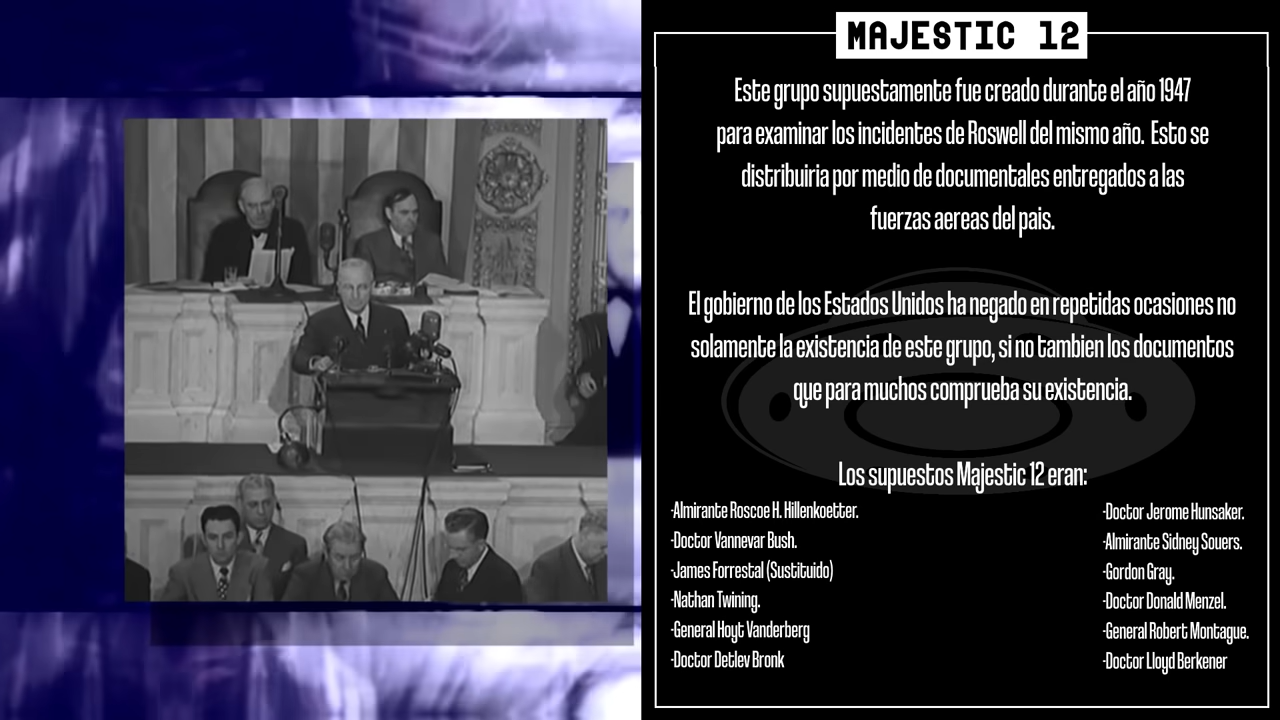 MAJESTIC 12
Este grupo supuestamente fue creado durante el año 1947
para examinar los incidentes de Roswell del mismo año. Esto se
distribuiria por medio de documentales entregados a las
fuerzas aereas del pais.
El gobierno de los Estados Unidos ha negado en repetidas ocasiones no
solamente la existencia de este grupo, si no tambien los documentos
que para muchos comprueba su existencia.
Los supuestos Majestic 12 eran:
-Almirante Roscoe H. Hillenkoetter.
-Doctor Vannevar Bush.
-James Forrestal (Sustituido)
-Nathan Twining.
-General Hoyt Vanderberg
-Doctor Detlev Bronk
-Doctor Jerome Hunsaker.
-Almirante Sidney Souers.
-Gordon Gray.
-Doctor Donald Menzel.
-General Robert Montague.
-Doctor Lloyd Berkener